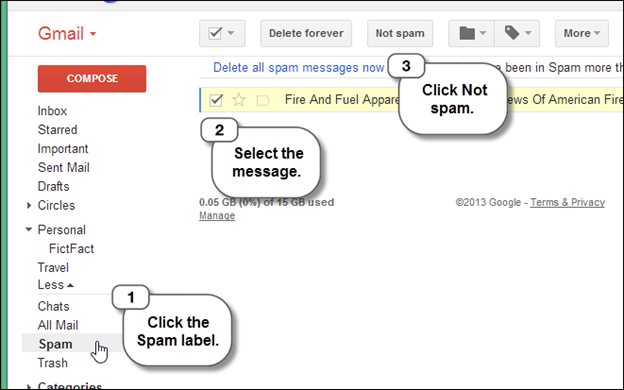 Gmail
Delete forever
Not spam
More
COMPOSE
Delete all spam messages now
been in Spam more th
Fire And Fuel Appare
ews Of American Fire
3
Click Not
spam.
2
Select the
message.
Inbox
Starred
Important
Sent Mail
Drafts
Circles
Personal
FictFact
Travel
Less
Chats
All Mail
Spam
Trash
Categories
0.05 GB (0%) of 15 GB used
Manage
©2013 Google - Terms & Privacy
1
Click the
Spam label.